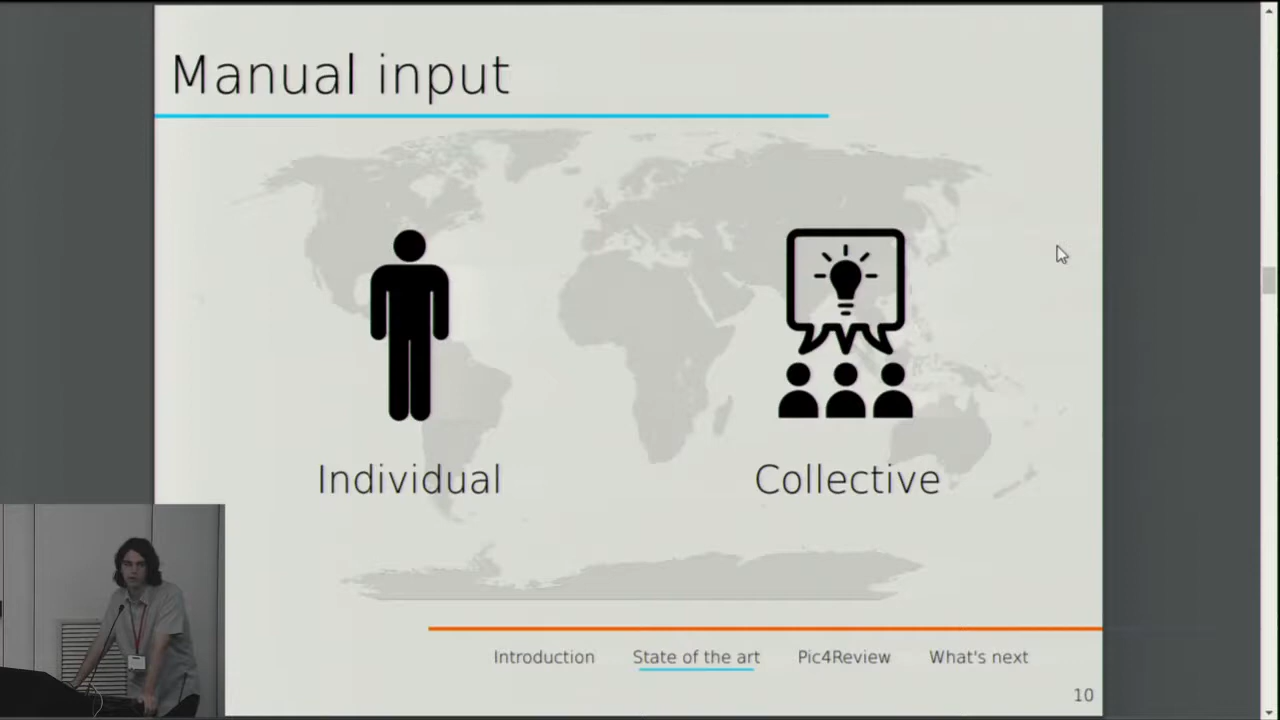 Manual input
Individual
Collective
Introduction State of the art Pic4Review What's next
10